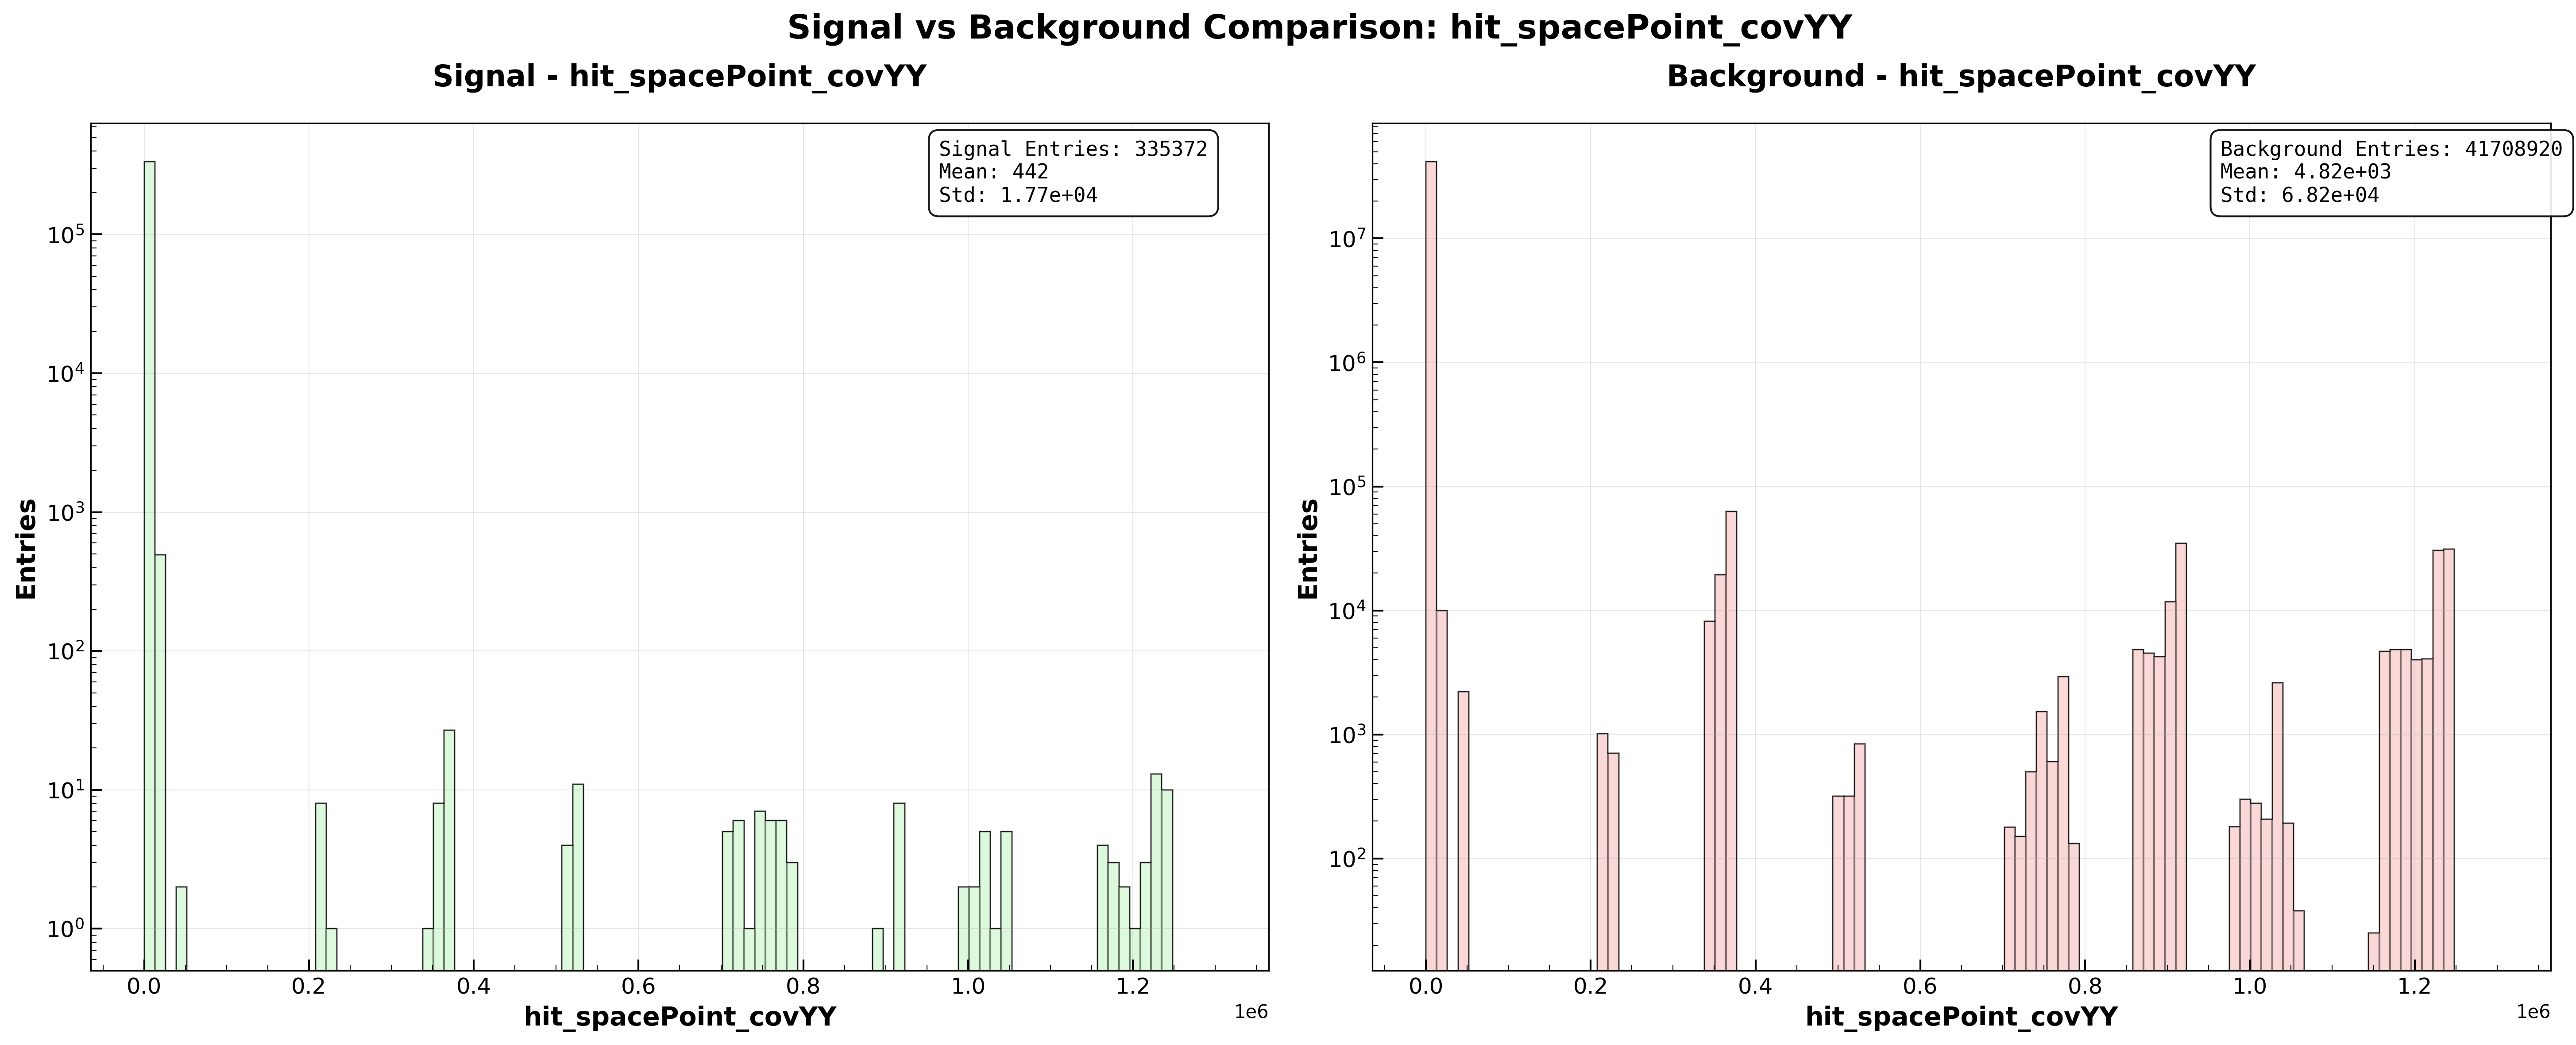 Signal vs Background Comparison: hit_spacePoint_covYY
Signal - hit_spacePoint_covYY
Signal Entries: 335372
Mean: 442
Std: 1.77e+04
Entries
10^5
10^4
10^3
10^2
10^1
10^0
0.0 0.2 0.4 0.6 0.8 1.0 1.2
1e6
hit_spacePoint_covYY
Background - hit_spacePoint_covYY
Background Entries: 41708920
Mean: 4.82e+03
Std: 6.82e+04
Entries
10^7
10^6
10^5
10^4
10^3
10^2
0.0 0.2 0.4 0.6 0.8 1.0 1.2
1e6
hit_spacePoint_covYY